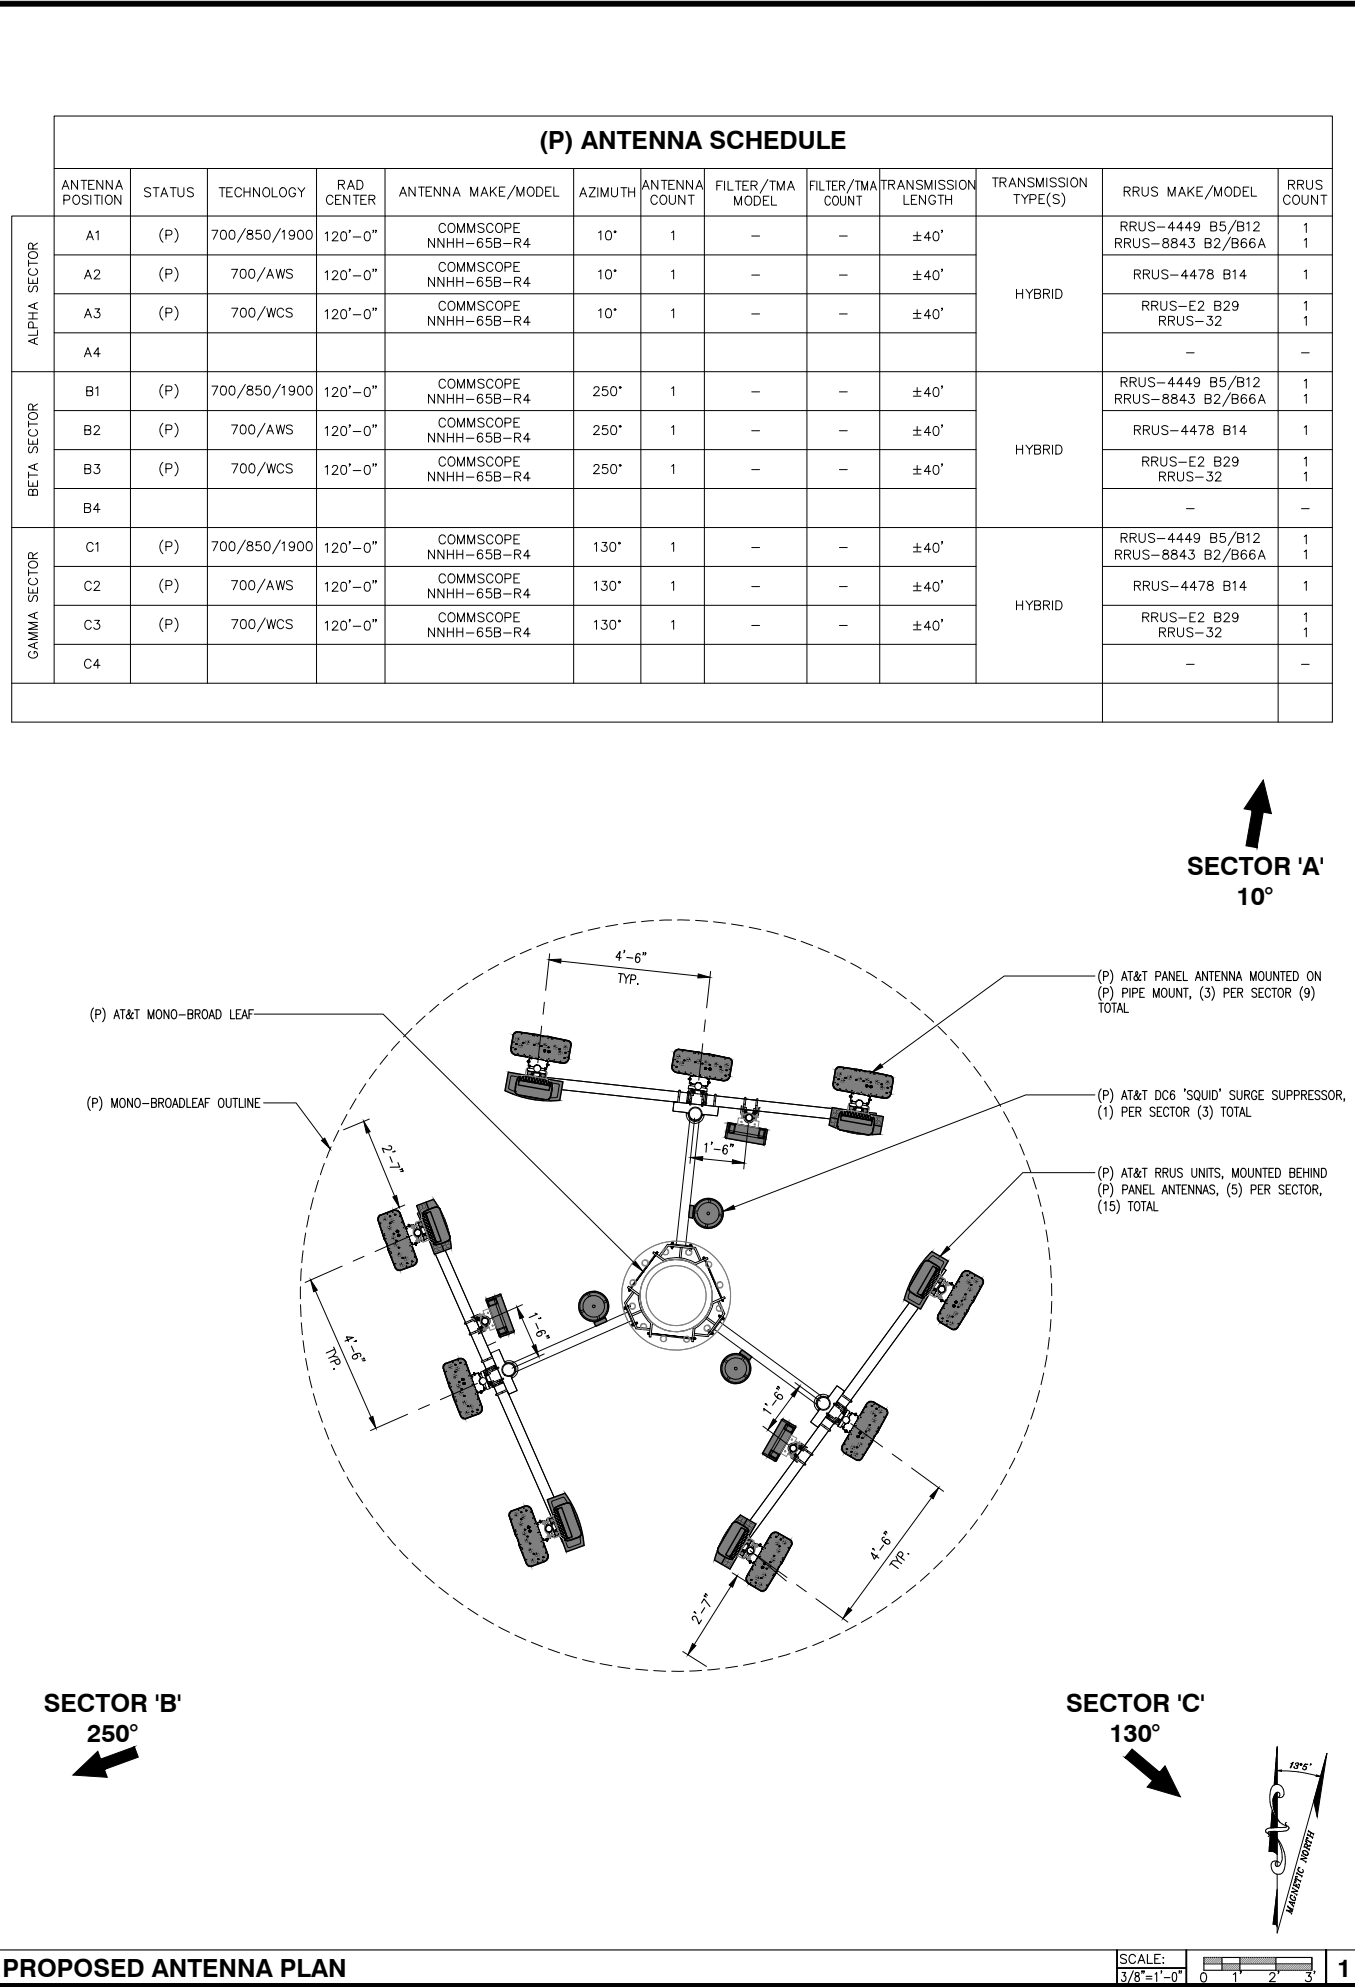 (P) ANTENNA SCHEDULE
ANTENNA POSITION STATUS TECHNOLOGY RAD CENTER ANTENNA MAKE/MODEL AZIMUTH ANTENNA COUNT FILTER/TMA MODEL FILTER/TMA COUNT TRANSMISSION LENGTH TRANSMISSION TYPE(S) RRUS MAKE/MODEL RRUS COUNT
ALPHA SECTOR
A1 (P) 700/850/1900 120'-0" COMMSCOPE NNHH-65B-R4 10° 1 - - ±40' RRUS-4449 B5/B12 1
RRUS-8843 B2/B66A 1
A2 (P) 700/AWS 120'-0" COMMSCOPE NNHH-65B-R4 10° 1 - - ±40' RRUS-4478 B14 1
HYBRID
A3 (P) 700/WCS 120'-0" COMMSCOPE NNHH-65B-R4 10° 1 - - ±40' RRUS-E2 B29 1
RRUS-32 1
A4 - -
BETA SECTOR
B1 (P) 700/850/1900 120'-0" COMMSCOPE NNHH-65B-R4 250° 1 - - ±40' RRUS-4449 B5/B12 1
RRUS-8843 B2/B66A 1
B2 (P) 700/AWS 120'-0" COMMSCOPE NNHH-65B-R4 250° 1 - - ±40' RRUS-4478 B14 1
HYBRID
B3 (P) 700/WCS 120'-0" COMMSCOPE NNHH-65B-R4 250° 1 - - ±40' RRUS-E2 B29 1
RRUS-32 1
B4 - -
GAMMA SECTOR
C1 (P) 700/850/1900 120'-0" COMMSCOPE NNHH-65B-R4 130° 1 - - ±40' RRUS-4449 B5/B12 1
RRUS-8843 B2/B66A 1
C2 (P) 700/AWS 120'-0" COMMSCOPE NNHH-65B-R4 130° 1 - - ±40' RRUS-4478 B14 1
HYBRID
C3 (P) 700/WCS 120'-0" COMMSCOPE NNHH-65B-R4 130° 1 - - ±40' RRUS-E2 B29 1
RRUS-32 1
C4 - -
SECTOR 'A'
10°
4'-6"
TYP.
(P) AT&T PANEL ANTENNA MOUNTED ON
(P) PIPE MOUNT, (3) PER SECTOR (9)
TOTAL
(P) AT&T MONO-BROAD LEAF
(P) MONO-BROADLEAF OUTLINE
(P) AT&T DC6 'SQUID' SURGE SUPPRESSOR,
(1) PER SECTOR (3) TOTAL
2'-7"
1'-6"
(P) AT&T RRUS UNITS, MOUNTED BEHIND
(P) PANEL ANTENNAS, (5) PER SECTOR,
(15) TOTAL
1'-6"
4'-6"
TYP.
1'-6"
4'-6"
TYP.
2'-7"
SECTOR 'B'
250°
SECTOR 'C'
130°
13°5'
MAGNETIC NORTH
PROPOSED ANTENNA PLAN
SCALE:
3/8"=1'-0"
0 1' 2' 3'
1